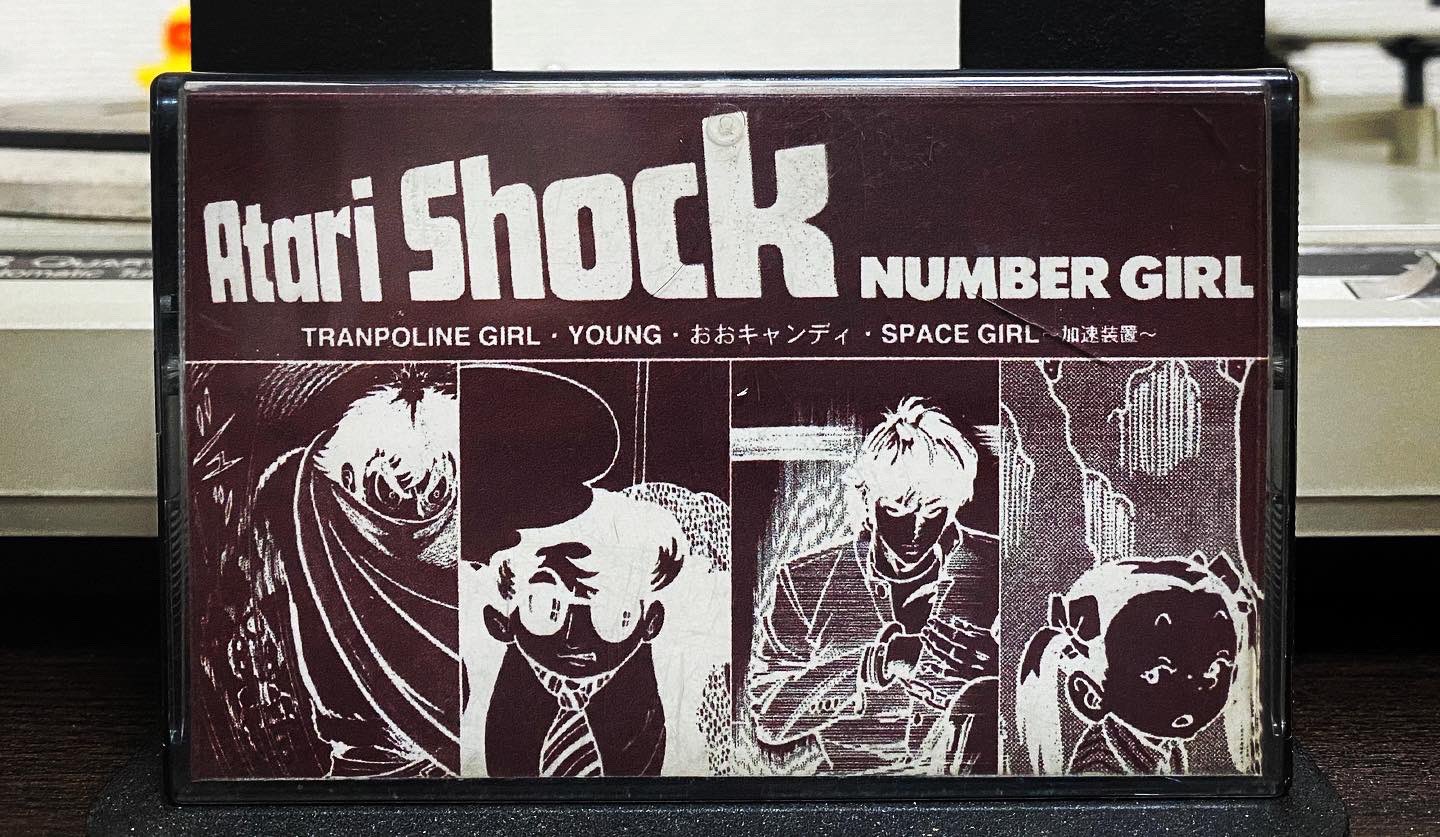 Atari Shock
NUMBER GIRL
TRANPOLINE GIRL・YOUNG・おおキャンディ・SPACE GIRL～加速装置～